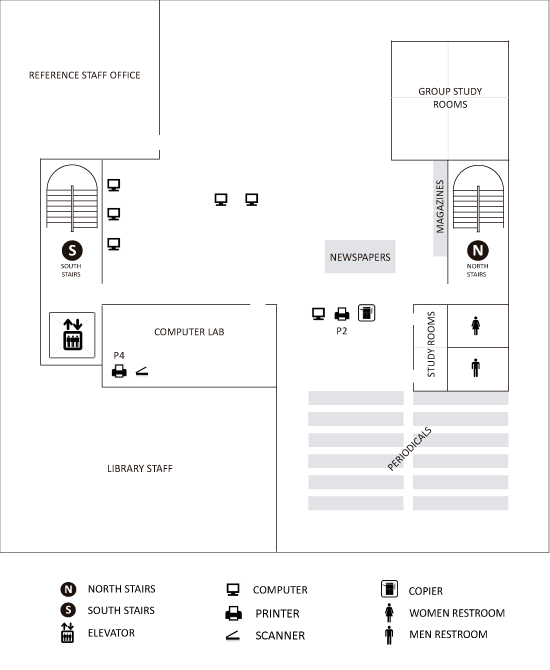 REFERENCE STAFF OFFICE
GROUP STUDY
ROOMS
MAGAZINES
S
SOUTH
STAIRS
N
NORTH
STAIRS
NEWSPAPERS
COMPUTER LAB
P4
P2
STUDY ROOMS
PERIODICALS
LIBRARY STAFF
N NORTH STAIRS
S SOUTH STAIRS
ELEVATOR
COMPUTER
PRINTER
SCANNER
COPIER
WOMEN RESTROOM
MEN RESTROOM